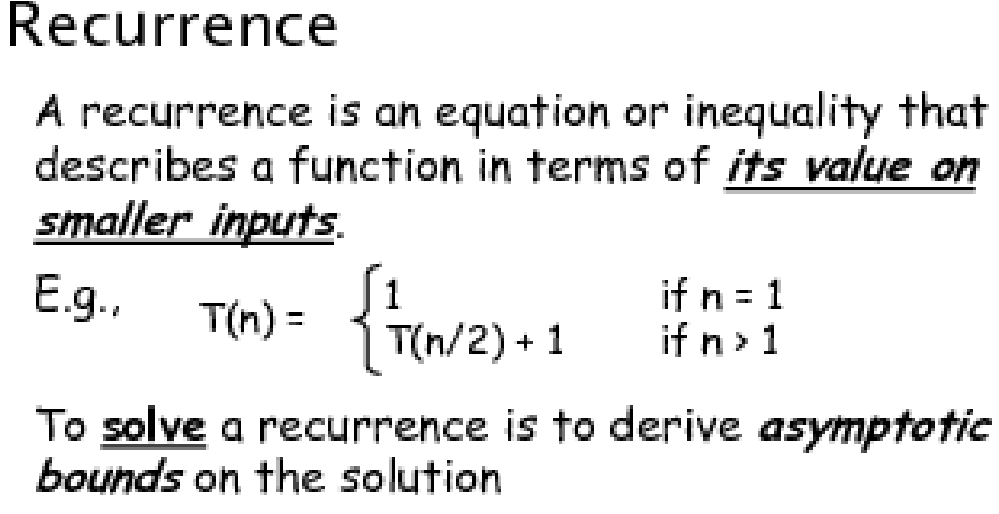 Recurrence
A recurrence is an equation or inequality that
describes a function in terms of its value on
smaller inputs.
E.g., T(n) = { 1 if n = 1
T(n/2) + 1 if n > 1
To solve a recurrence is to derive asymptotic
bounds on the solution